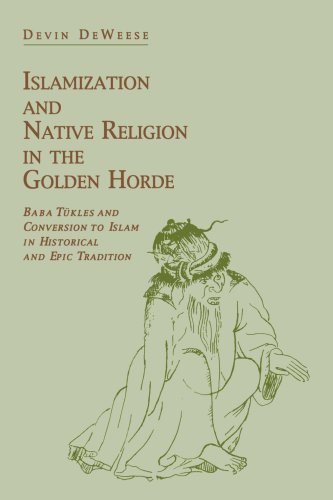 Devin DeWeese
Islamization
and
Native Religion
in the
Golden Horde
Baba Tükles and
Conversion to Islam
in Historical
and Epic Tradition